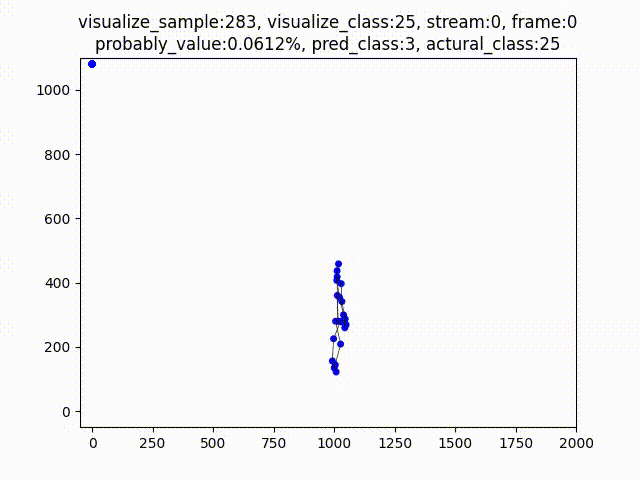 visualize_sample:283, visualize_class:25, stream:0, frame:0
probably_value:0.0612%, pred_class:3, actural_class:25
1000
800
600
400
200
0
0 250 500 750 1000 1250 1500 1750 2000